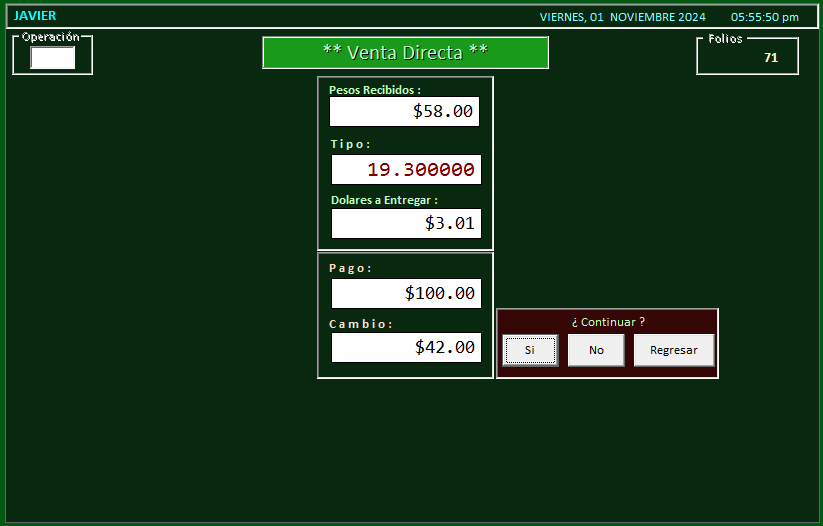 JAVIER
VIERNES, 01 NOVIEMBRE 2024 05:55:50 pm
Operación
** Venta Directa **
Folios
71
Pesos Recibidos :
$58.00
Tipo:
19.300000
Dolares a Entregar :
$3.01
Pago:
$100.00
Cambio:
$42.00
¿ Continuar ?
Si
No
Regresar